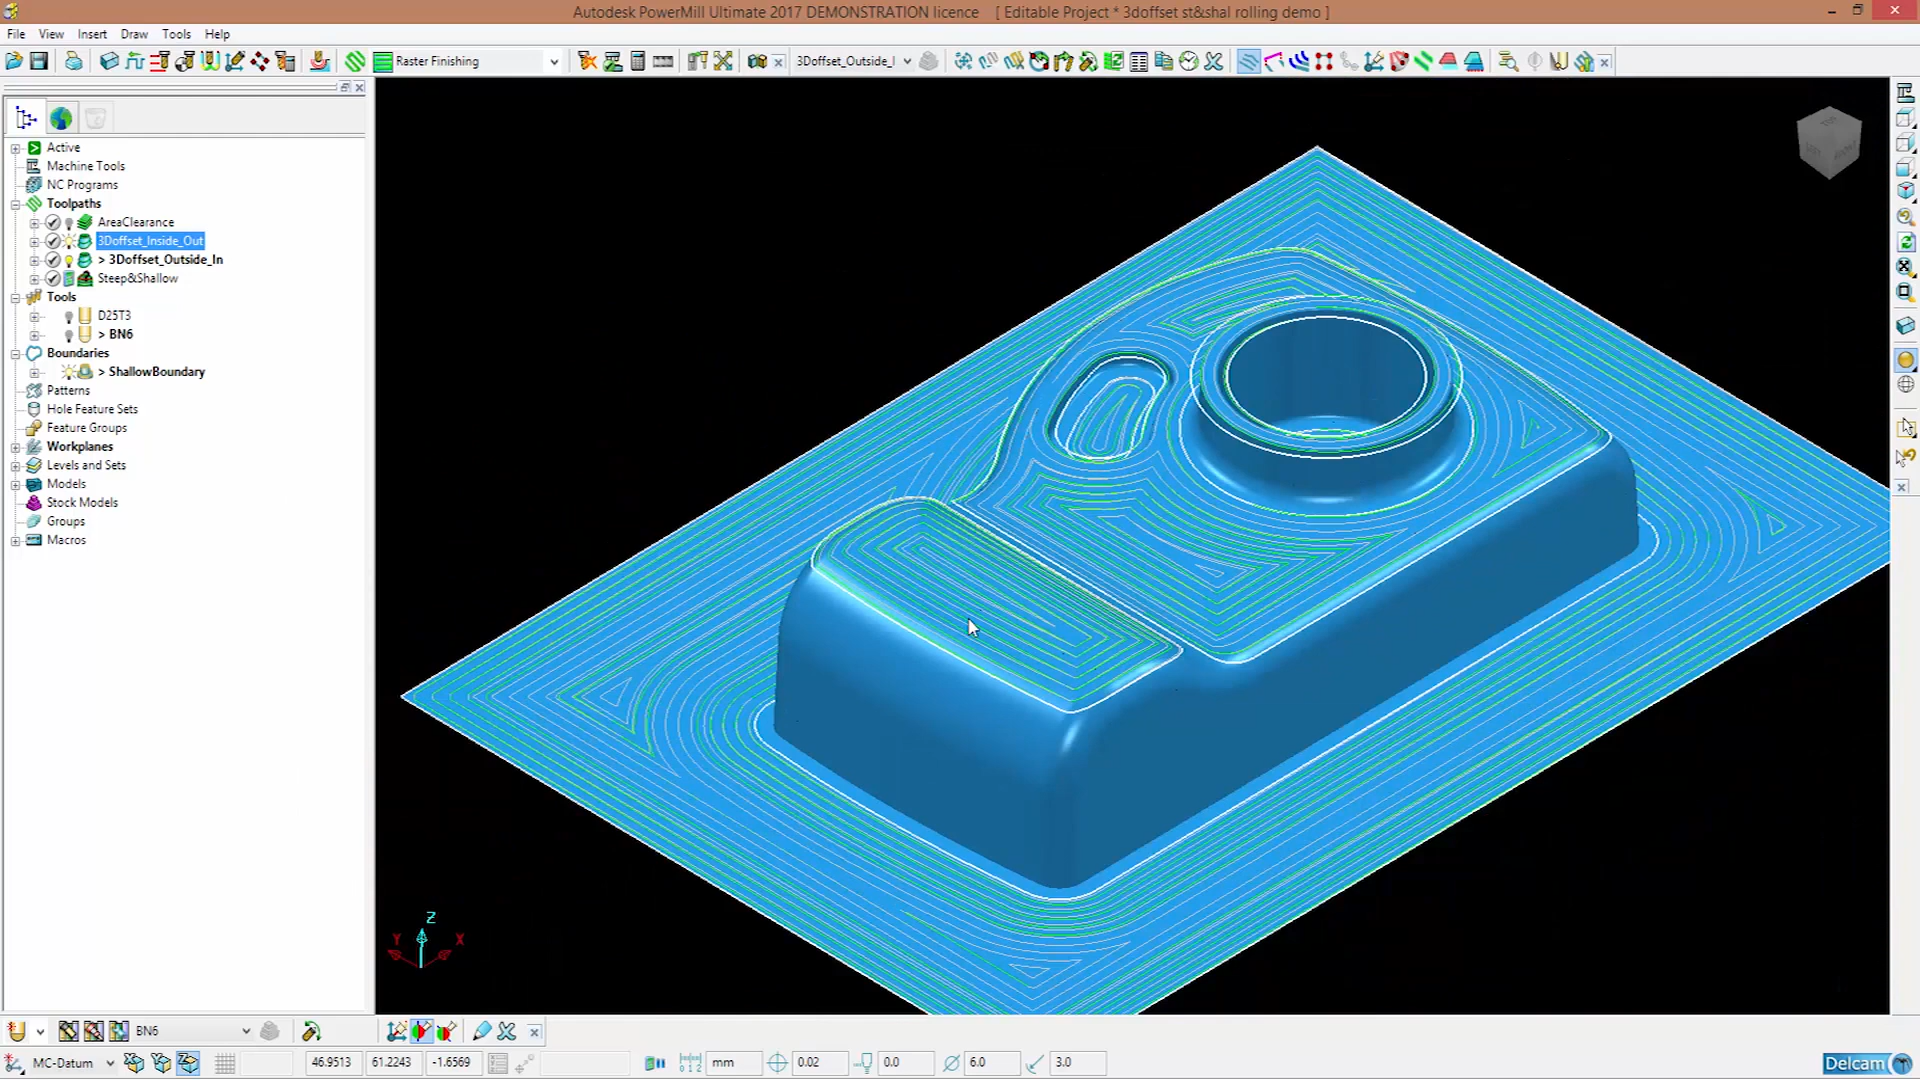 Autodesk PowerMill Ultimate 2017 DEMONSTRATION licence [ Editable Project * 3doffset st&shal rolling demo ]
File View Insert Draw Tools Help
Raster Finishing
3Doffset_Outside_I
Active
Machine Tools
NC Programs
Toolpaths
AreaClearance
3Doffset_Inside_Out
> 3Doffset_Outside_In
Steep&Shallow
Tools
D25T3
> BN6
Boundaries
> ShallowBoundary
Patterns
Hole Feature Sets
Feature Groups
Workplanes
Levels and Sets
Models
Stock Models
Groups
Macros
TOP
Z
Y X
BN6
MC-Datum 46.9513 61.2243 -1.6569 mm 0.02 0.0 6.0 3.0
Delcam